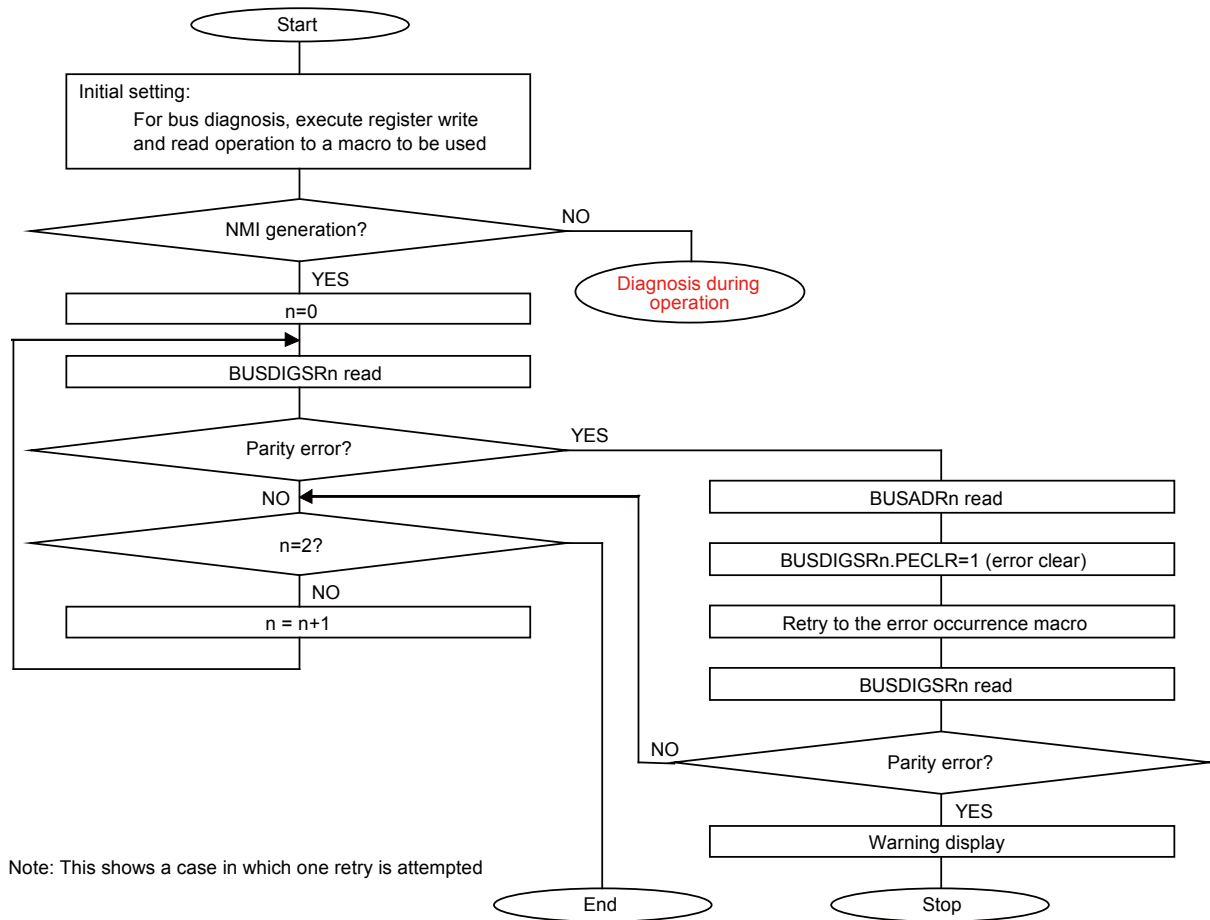 Start
Initial setting:
For bus diagnosis, execute register write
and read operation to a macro to be used
NMI generation?
NO
YES
Diagnosis during
operation
n=0
BUSDIGSRn read
Parity error?
YES
NO
BUSADRn read
n=2?
BUSDIGSRn.PECLR=1 (error clear)
NO
n = n+1
Retry to the error occurrence macro
BUSDIGSRn read
NO
Parity error?
YES
Warning display
Note: This shows a case in which one retry is attempted
End
Stop